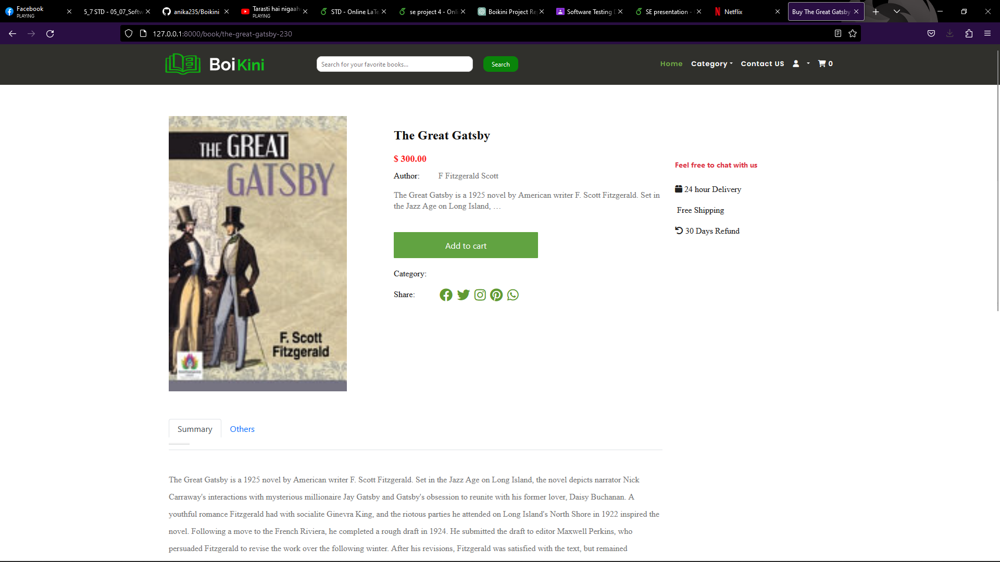 Facebook
PLAYING
5_7 STD - 05_07_Softw
anika235/Boikini
Tarasti hai nigaah
PLAYING
STD - Online LaTe
se project 4 - Onli
Boikini Project Re
Software Testing D
SE presentation -
Netflix
Buy The Great Gatsby
127.0.0.1:8000/book/the-great-gatsby-230
BoiKini
Search for your favorite books...
Search
Home
Category
Contact US
0
THE GREAT
GATSBY
F. Scott
Fitzgerald
The Great Gatsby
$ 300.00
Author: F Fitzgerald Scott
The Great Gatsby is a 1925 novel by American writer F. Scott Fitzgerald. Set in
the Jazz Age on Long Island, …
Add to cart
Category:
Share:
Feel free to chat with us
24 hour Delivery
Free Shipping
30 Days Refund
Summary
Others
The Great Gatsby is a 1925 novel by American writer F. Scott Fitzgerald. Set in the Jazz Age on Long Island, the novel depicts narrator Nick
Carraway's interactions with mysterious millionaire Jay Gatsby and Gatsby's obsession to reunite with his former lover, Daisy Buchanan. A
youthful romance Fitzgerald had with socialite Ginevra King, and the riotous parties he attended on Long Island's North Shore in 1922 inspired the
novel. Following a move to the French Riviera, he completed a rough draft in 1924. He submitted the draft to editor Maxwell Perkins, who
persuaded Fitzgerald to revise the work over the following winter. After his revisions, Fitzgerald was satisfied with the text, but remained